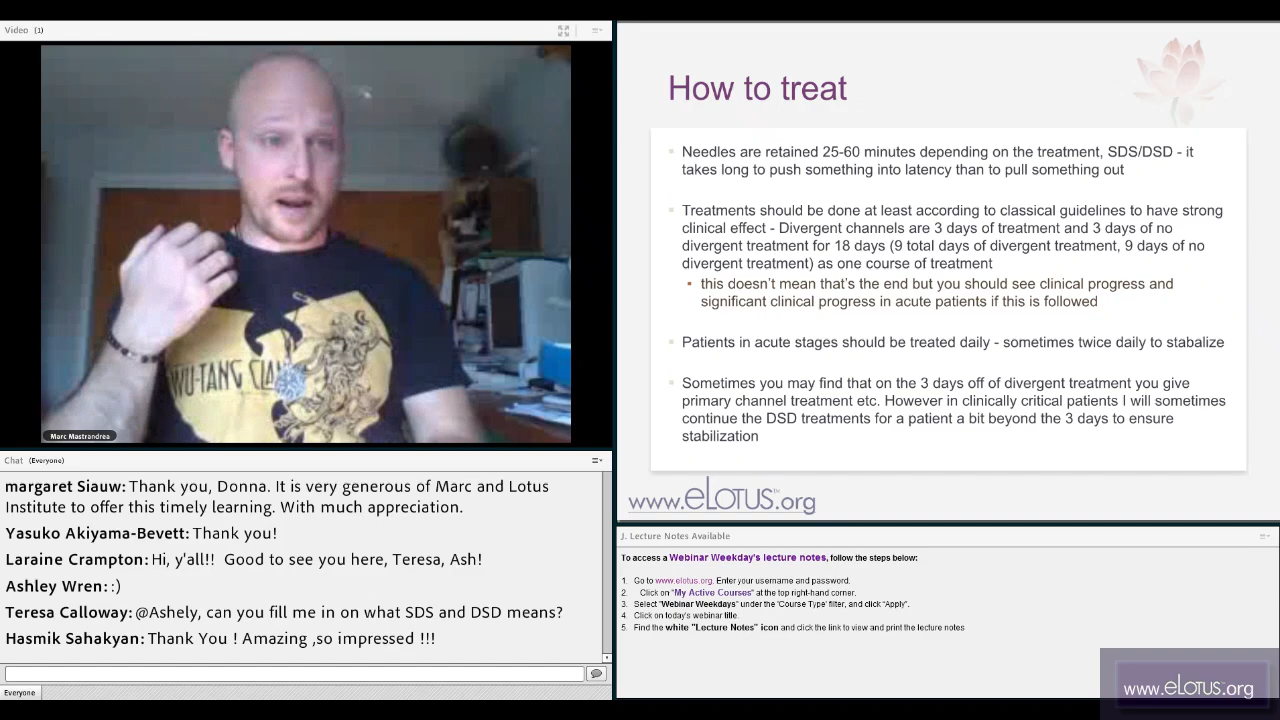 Video (1)
WU-TANG CLAN
Marc Mastrandrea
Chat (Everyone)
margaret Siauw: Thank you, Donna. It is very generous of Marc and Lotus
Institute to offer this timely learning. With much appreciation.
Yasuko Akiyama-Bevett: Thank you!
Laraine Crampton: Hi, y'all!! Good to see you here, Teresa, Ash!
Ashley Wren: :)
Teresa Calloway: @Ashely, can you fill me in on what SDS and DSD means?
Hasmik Sahakyan: Thank You ! Amazing ,so impressed !!!
Everyone
How to treat
Needles are retained 25-60 minutes depending on the treatment, SDS/DSD - it
takes long to push something into latency than to pull something out
Treatments should be done at least according to classical guidelines to have strong
clinical effect - Divergent channels are 3 days of treatment and 3 days of no
divergent treatment for 18 days (9 total days of divergent treatment, 9 days of no
divergent treatment) as one course of treatment
this doesn't mean that's the end but you should see clinical progress and
significant clinical progress in acute patients if this is followed
Patients in acute stages should be treated daily - sometimes twice daily to stabalize
Sometimes you may find that on the 3 days off of divergent treatment you give
primary channel treatment etc. However in clinically critical patients I will sometimes
continue the DSD treatments for a patient a bit beyond the 3 days to ensure
stabilization
www.eLOTUS.org
J. Lecture Notes Available
To access a Webinar Weekday's lecture notes, follow the steps below:
1. Go to www.elotus.org. Enter your username and password.
2. Click on "My Active Courses" at the top right-hand corner.
3. Select "Webinar Weekdays" under the 'Course Type' filter, and click "Apply".
4. Click on today's webinar title.
5. Find the white "Lecture Notes" icon and click the link to view and print the lecture notes
www.eLOTUS.org